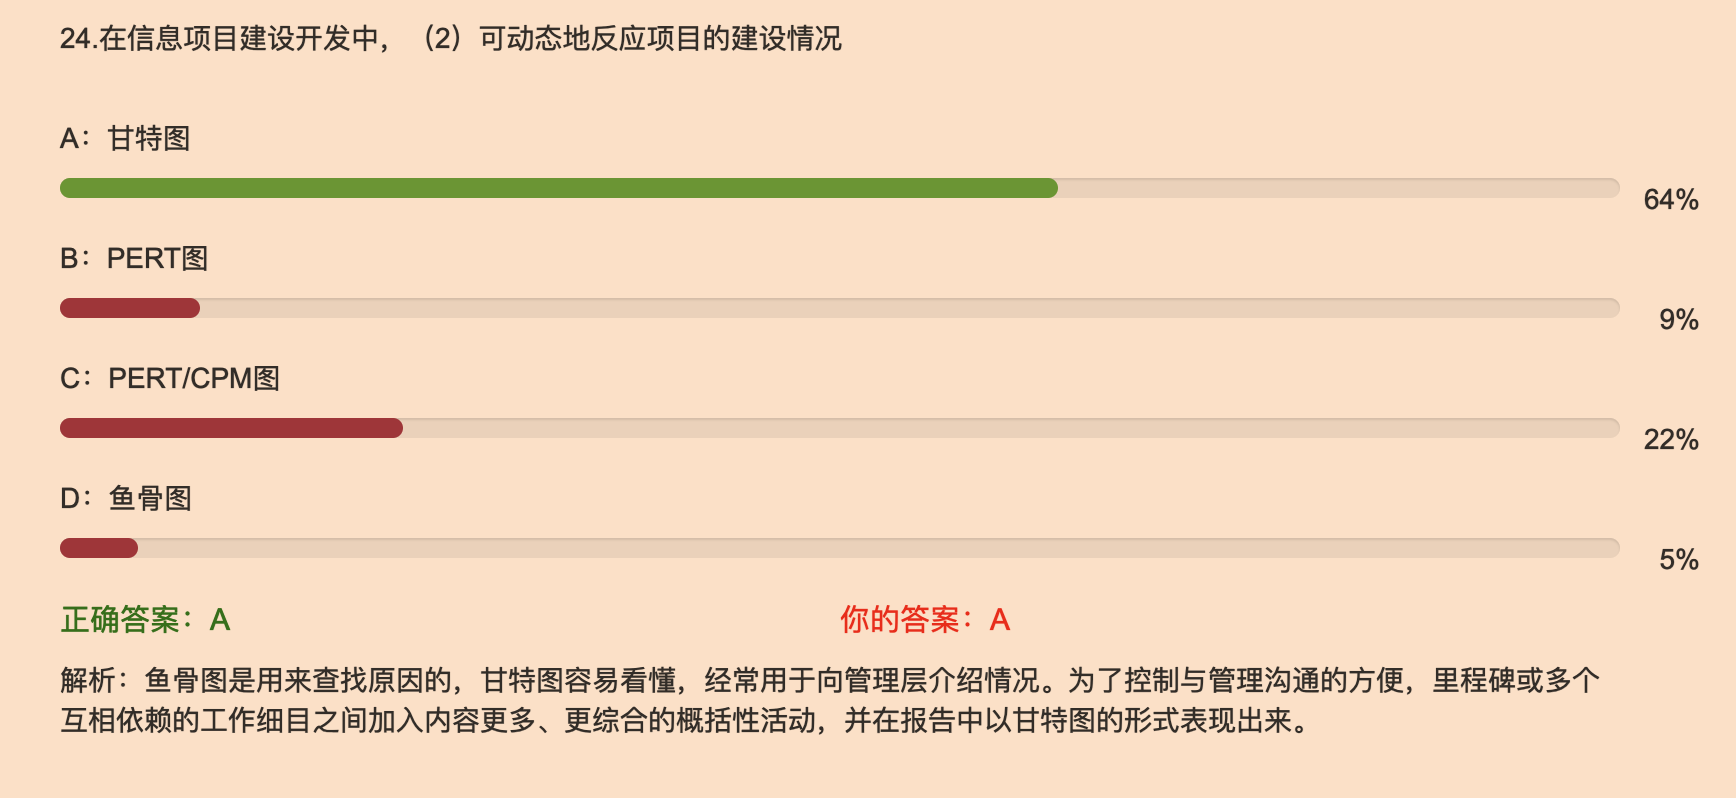 24.在信息项目建设开发中，（2）可动态地反应项目的建设情况
A：甘特图
64%
B：PERT图
9%
C：PERT/CPM图
22%
D：鱼骨图
5%
正确答案：A
你的答案：A
解析：鱼骨图是用来查找原因的，甘特图容易看懂，经常用于向管理层介绍情况。为了控制与管理沟通的方便，里程碑或多个
互相依赖的工作细目之间加入内容更多、更综合的概括性活动，并在报告中以甘特图的形式表现出来。